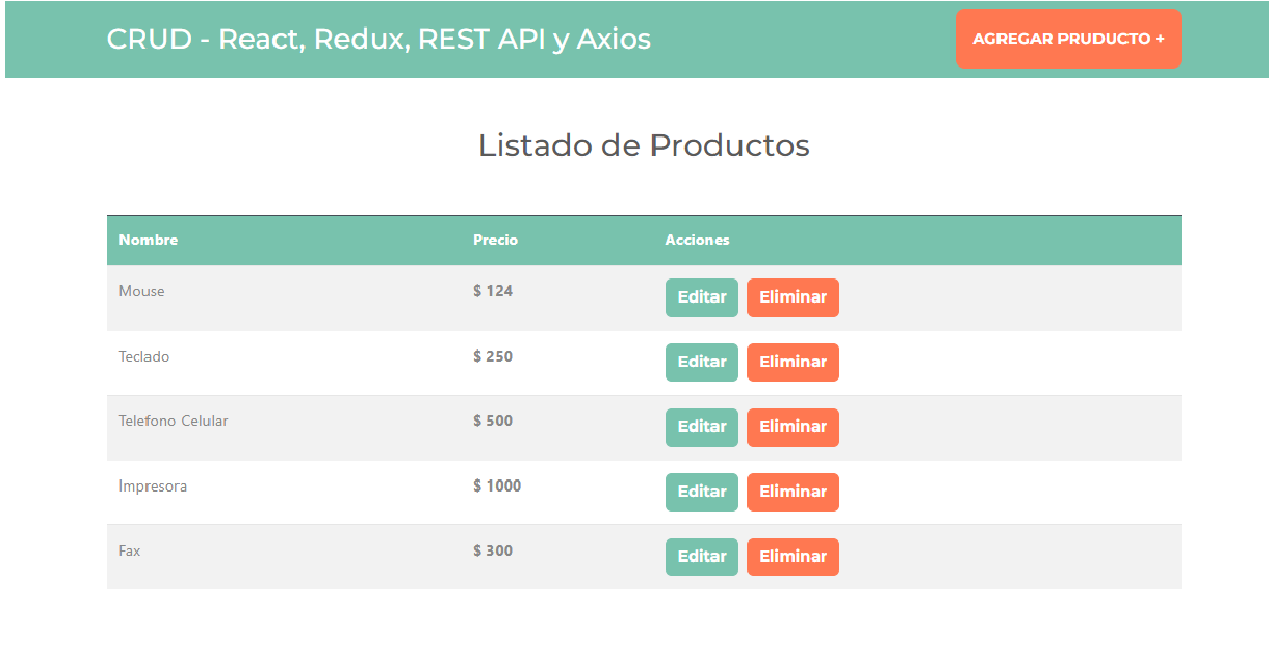 CRUD - React, Redux, REST API y Axios
AGREGAR PRUDUCTO +
Listado de Productos
Nombre Precio Acciones
Mouse $ 124 Editar Eliminar
Teclado $ 250 Editar Eliminar
Telefono Celular $ 500 Editar Eliminar
Impresora $ 1000 Editar Eliminar
Fax $ 300 Editar Eliminar